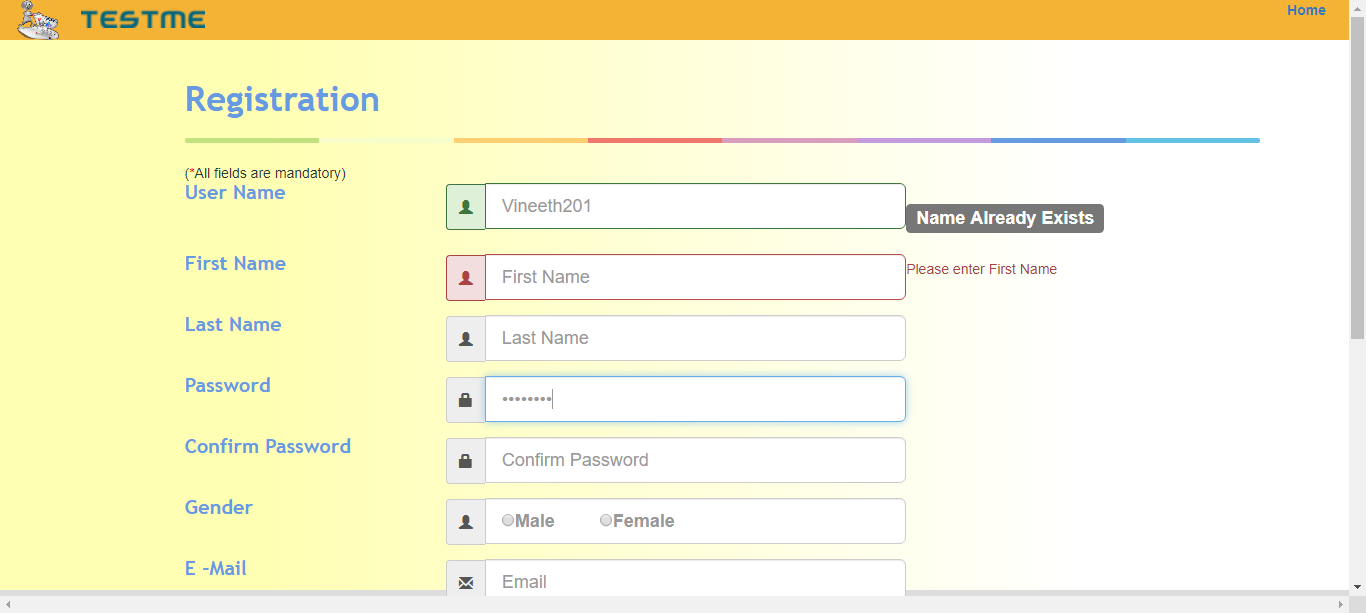 TESTME
Home
Registration
(*All fields are mandatory)
User Name
Vineeth201
Name Already Exists
First Name
First Name
Please enter First Name
Last Name
Last Name
Password
••••••••
Confirm Password
Confirm Password
Gender
Male Female
E -Mail
Email